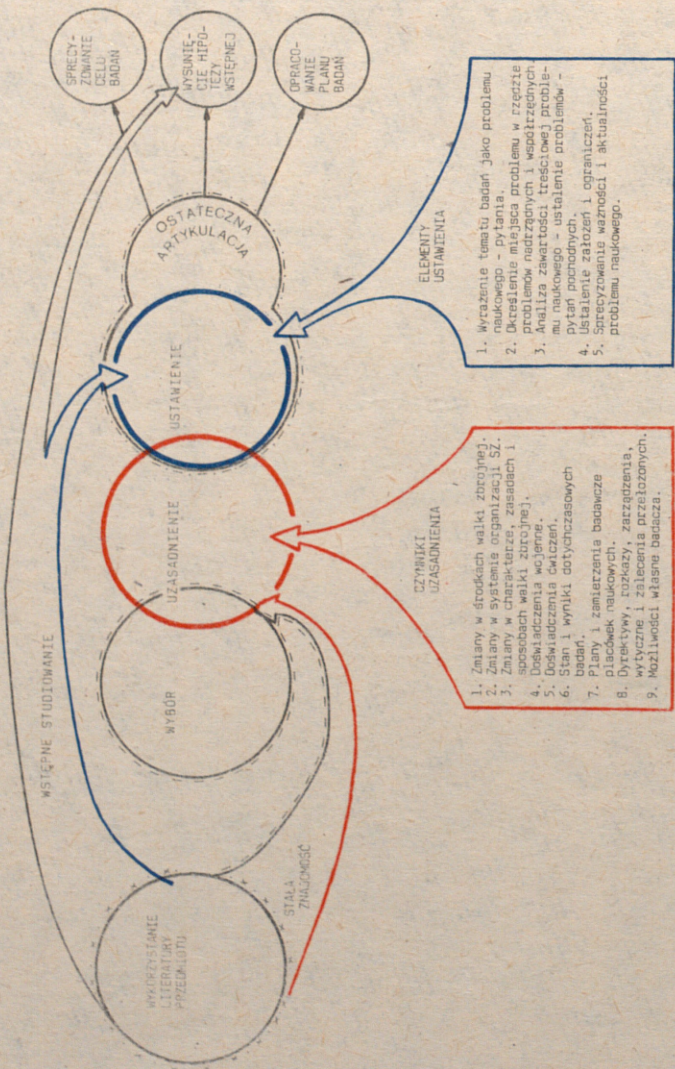 WSTĘPNE STUDIOWANIE
WYKORZYSTANIE
LITERATURY
PRZEDMIOTU
STAŁA
ZNAJOMOŚĆ
WYBÓR
UZASADNIENIE
USTAWIENIE
OSTATECZNA
ARTYKULACJA
SPRECY-
ZOWANIE
CELU
BADAŃ
WYSUNIĘ-
CIE HIPO-
TEZY
WSTĘPNEJ
OPRACO-
WANIE
PLANU
BADAŃ
CZYNNIKI
UZASADNIENIA
1. Zmiany w środkach walki zbrojnej.
2. Zmiany w systemie organizacji SZ.
3. Zmiany w charakterze, zasadach i
sposobach walki zbrojnej.
4. Doświadczenia wojenne.
5. Doświadczenia ćwiczeń.
6. Stan i wyniki dotychczasowych
badań.
7. Plany i zamierzenia badawcze
placówek naukowych.
8. Dyrektywy, rozkazy, zarządzenia,
wytyczne i zalecenia przełożonych.
9. Możliwości własne badacza.
ELEMENTY
USTAWIENIA
1. Wyrażenie tematu badań jako problemu
naukowego - pytania.
2. Określenie miejsca problemu w rzędzie
problemów nadrzędnych i współrzędnych.
3. Analiza zawartości treściowej proble-
mu naukowego - ustalenie problemów -
pytań pochodnych.
4. Ustalenie założeń i ograniczeń.
5. Sprecyzowanie ważności i aktualności
problemu naukowego.